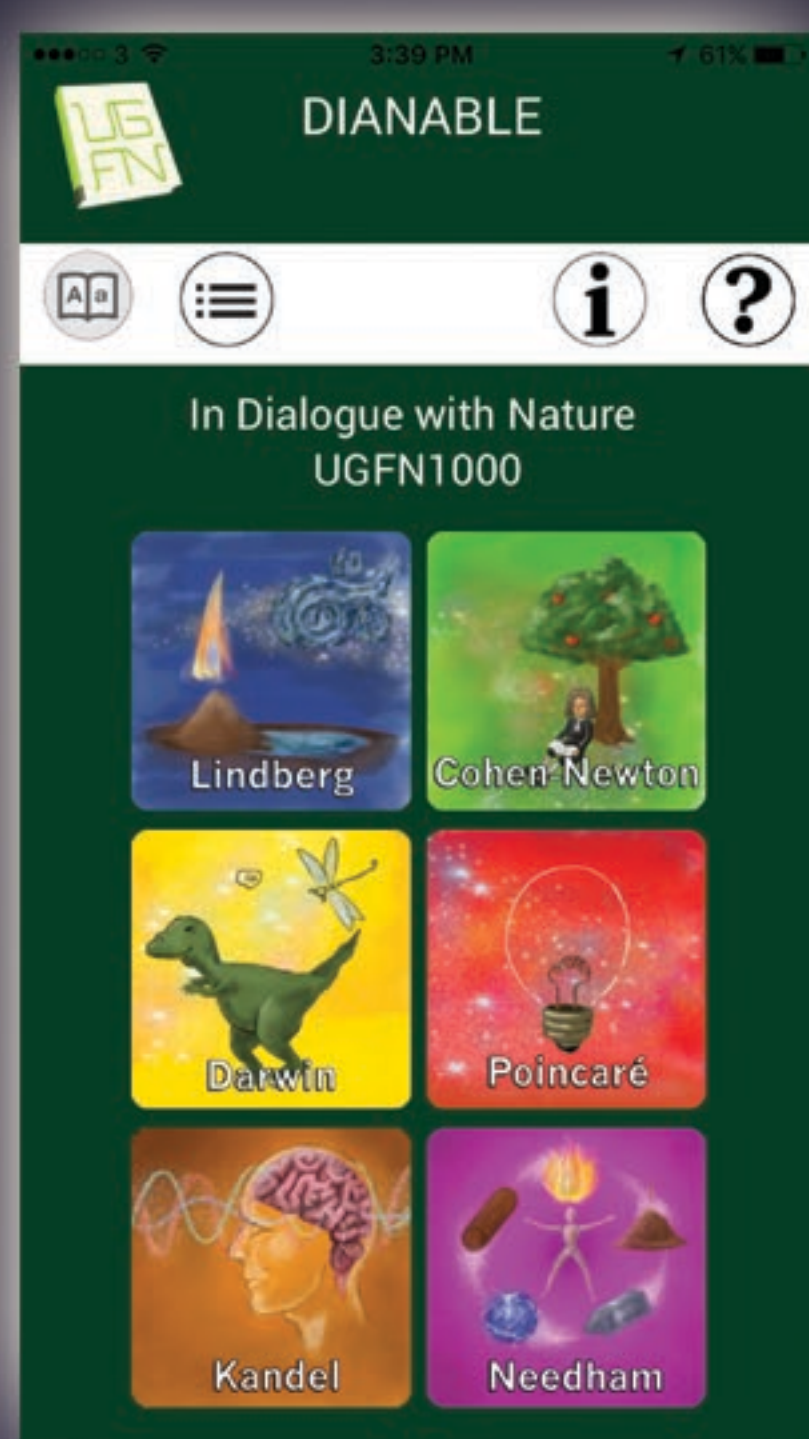 3 3:39 PM 61%
UG
FN
DIANABLE
A a
i ?
In Dialogue with Nature
UGFN1000
Lindberg Cohen-Newton
Darwin Poincaré
Kandel Needham